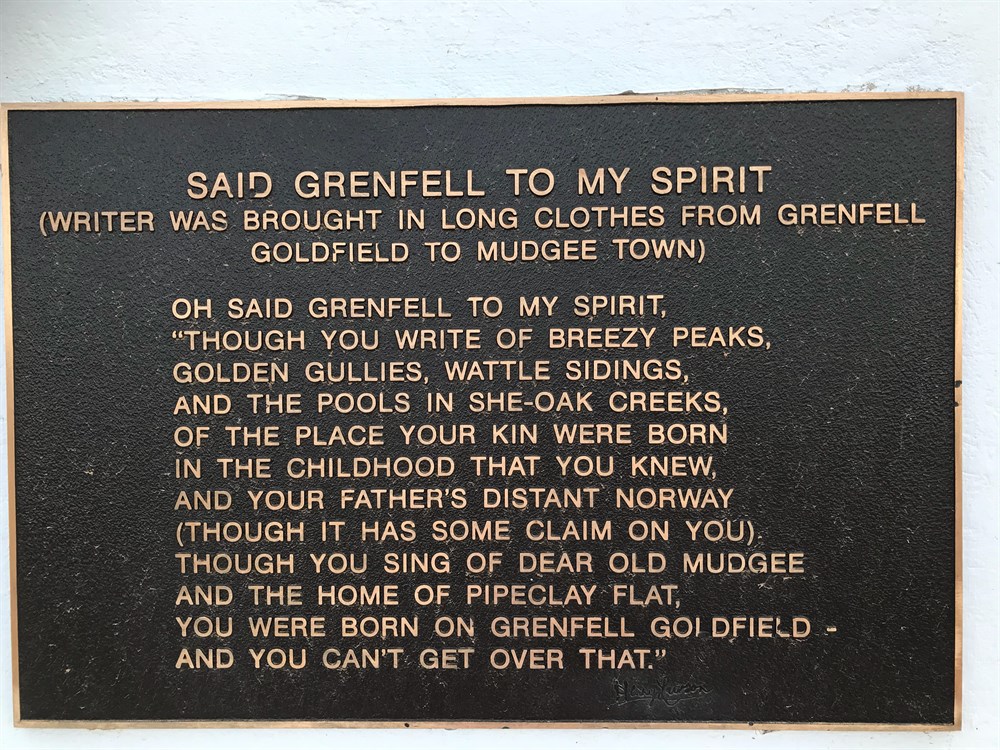 SAID GRENFELL TO MY SPIRIT
(WRITER WAS BROUGHT IN LONG CLOTHES FROM GRENFELL
GOLDFIELD TO MUDGEE TOWN)
OH SAID GRENFELL TO MY SPIRIT,
“THOUGH YOU WRITE OF BREEZY PEAKS,
GOLDEN GULLIES, WATTLE SIDINGS,
AND THE POOLS IN SHE-OAK CREEKS,
OF THE PLACE YOUR KIN WERE BORN
IN THE CHILDHOOD THAT YOU KNEW,
AND YOUR FATHER'S DISTANT NORWAY
(THOUGH IT HAS SOME CLAIM ON YOU)
THOUGH YOU SING OF DEAR OLD MUDGEE
AND THE HOME OF PIPECLAY FLAT,
YOU WERE BORN ON GRENFELL GOLDFIELD -
AND YOU CAN'T GET OVER THAT.”